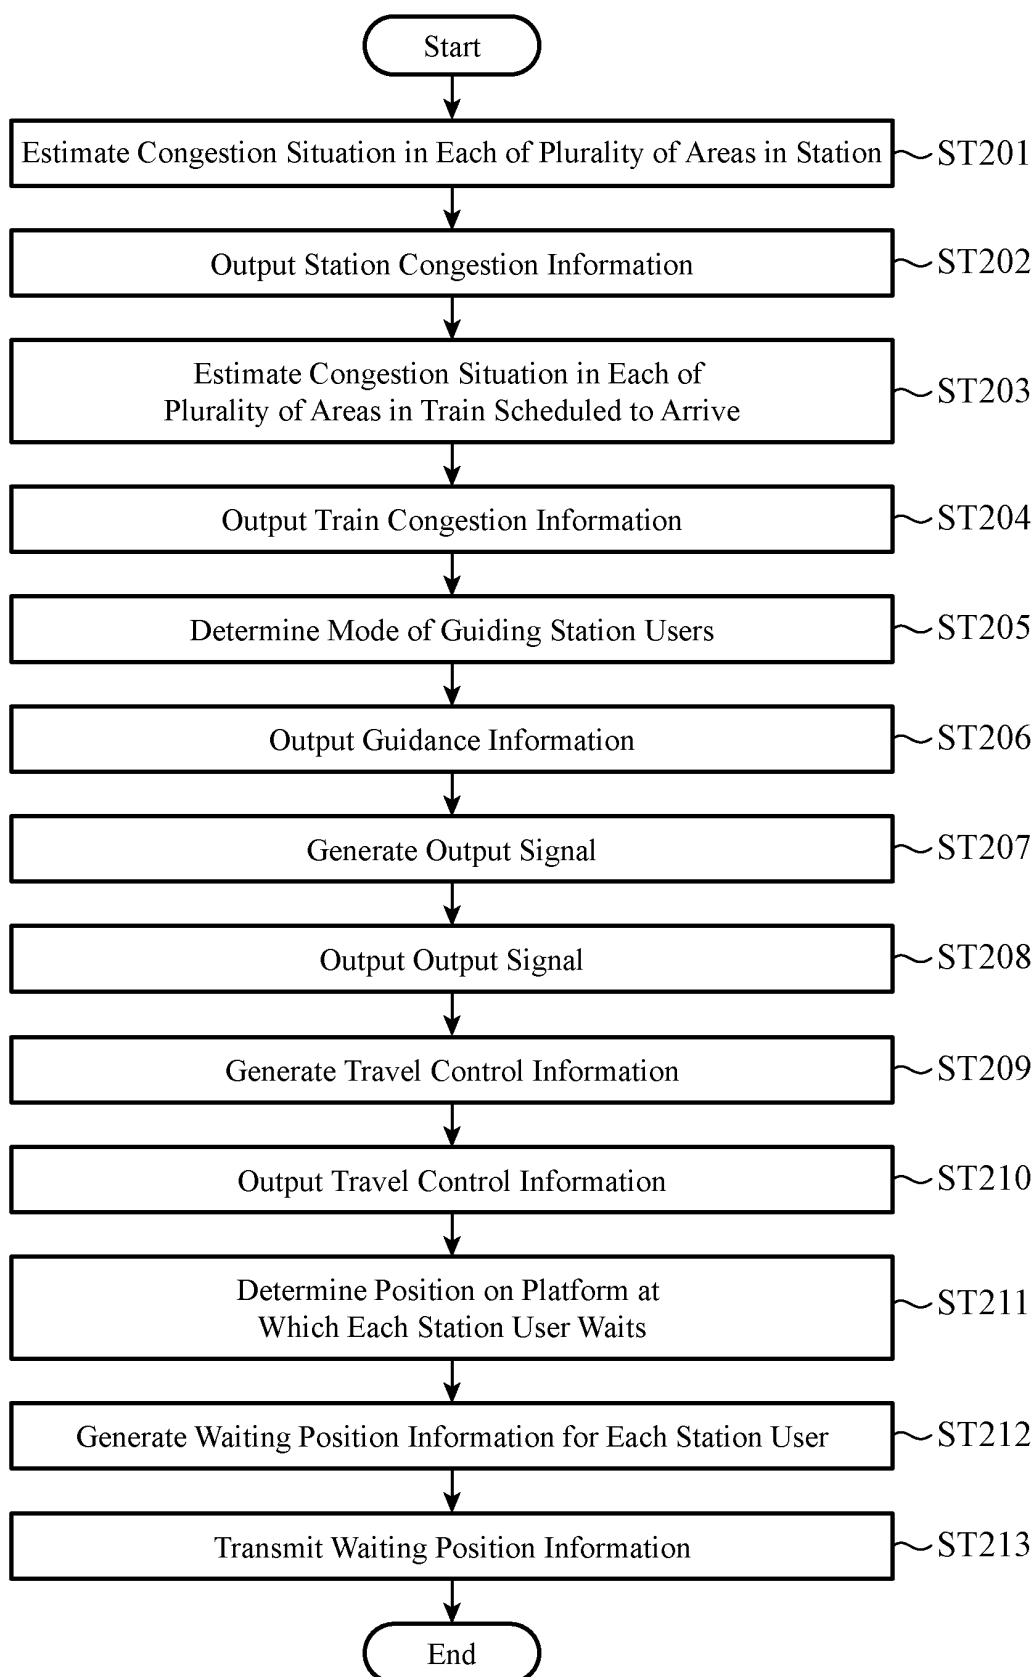 Start
Estimate Congestion Situation in Each of Plurality of Areas in Station
ST201
Output Station Congestion Information
ST202
Estimate Congestion Situation in Each of
Plurality of Areas in Train Scheduled to Arrive
ST203
Output Train Congestion Information
ST204
Determine Mode of Guiding Station Users
ST205
Output Guidance Information
ST206
Generate Output Signal
ST207
Output Output Signal
ST208
Generate Travel Control Information
ST209
Output Travel Control Information
ST210
Determine Position on Platform at
Which Each Station User Waits
ST211
Generate Waiting Position Information for Each Station User
ST212
Transmit Waiting Position Information
ST213
End